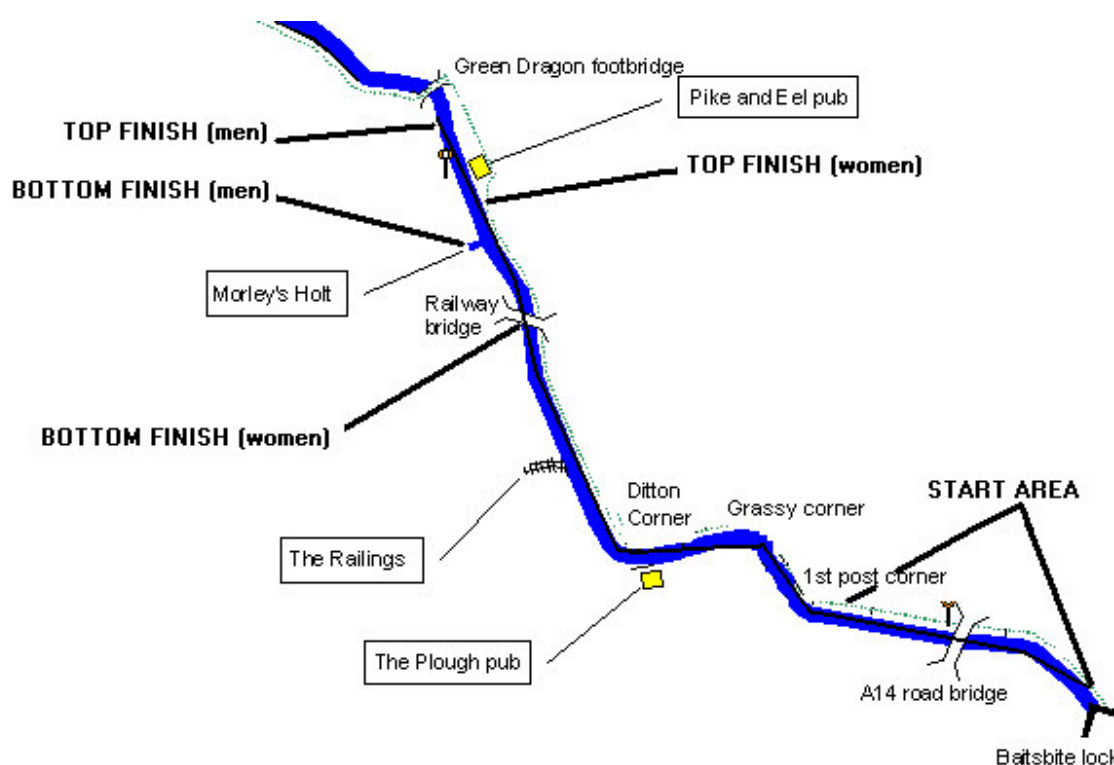 Green Dragon footbridge
Pike and Eel pub
TOP FINISH (men)
TOP FINISH (women)
BOTTOM FINISH (men)
Morley's Holt
Railway
bridge
BOTTOM FINISH (women)
Ditton
Corner
Grassy corner
START AREA
The Railings
1st post corner
The Plough pub
A14 road bridge
Baitsbite lock